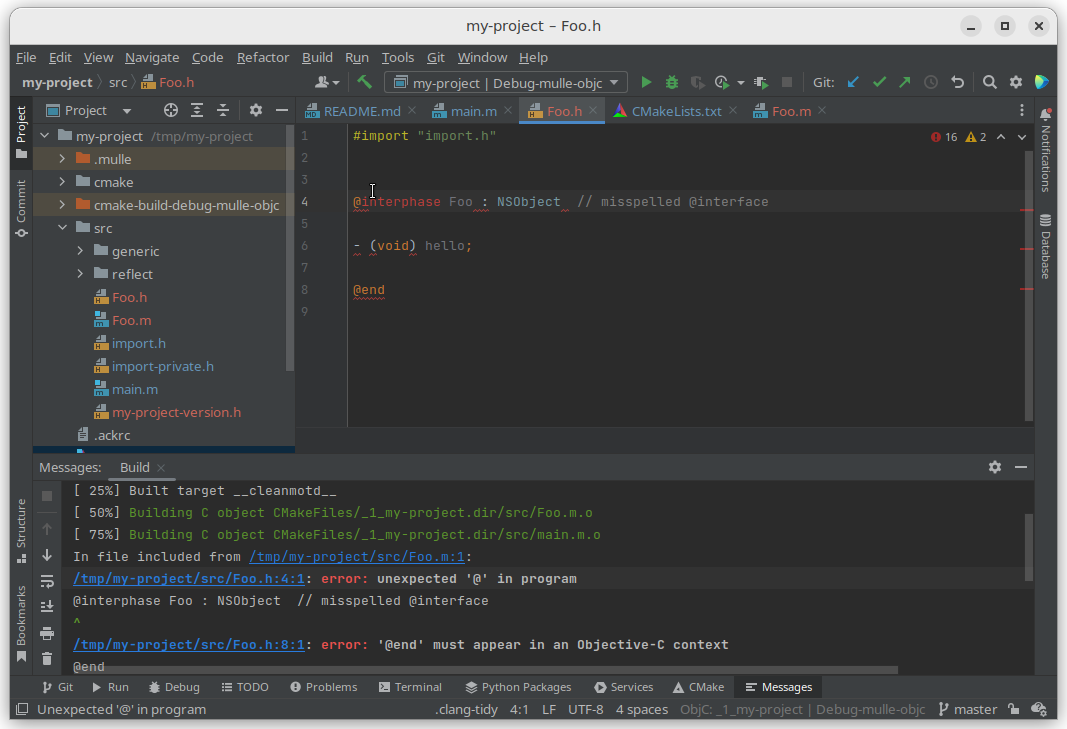 my-project – Foo.h
File Edit View Navigate Code Refactor Build Run Tools Git Window Help
my-project src Foo.h my-project | Debug-mulle-objc Git:
Project README.md main.m Foo.h CMakeLists.txt Foo.m
Project
Commit
Structure
Bookmarks
my-project /tmp/my-project
.mulle
cmake
cmake-build-debug-mulle-objc
src
generic
reflect
Foo.h
Foo.m
import.h
import-private.h
main.m
my-project-version.h
.ackrc
1 #import "import.h"
2
3
4 @interphase Foo : NSObject  // misspelled @interface
5
6 - (void) hello;
7
8 @end
9
16 2
Notifications
Database
Messages: Build
[ 25%] Built target __cleanmotd__
[ 50%] Building C object CMakeFiles/_1_my-project.dir/src/Foo.m.o
[ 75%] Building C object CMakeFiles/_1_my-project.dir/src/main.m.o
In file included from /tmp/my-project/src/Foo.m:1:
/tmp/my-project/src/Foo.h:4:1: error: unexpected '@' in program
@interphase Foo : NSObject  // misspelled @interface
^
/tmp/my-project/src/Foo.h:8:1: error: '@end' must appear in an Objective-C context
@end
Git Run Debug TODO Problems Terminal Python Packages Services CMake Messages
Unexpected '@' in program .clang-tidy 4:1 LF UTF-8 4 spaces ObjC: _1_my-project | Debug-mulle-objc master